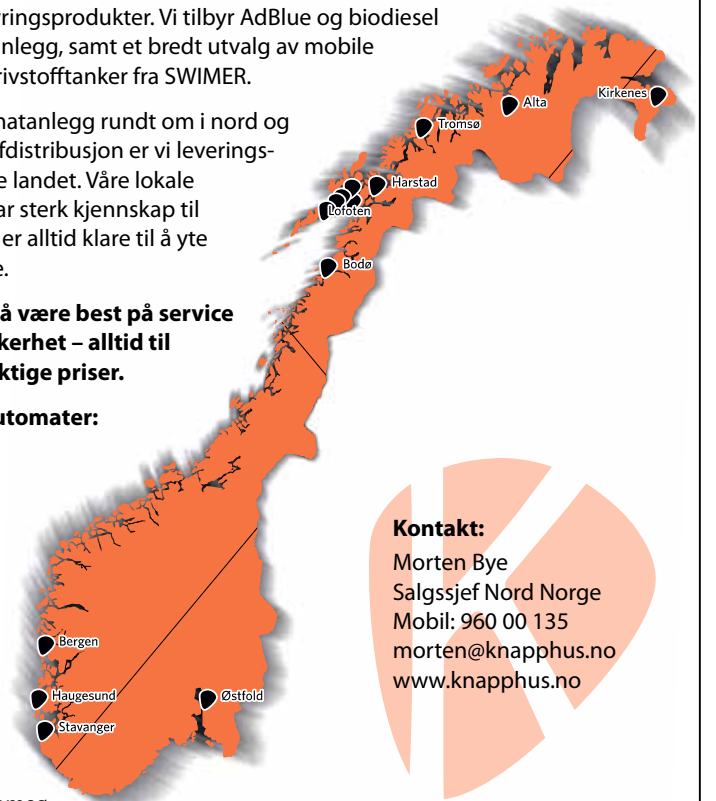 ringsprodukter. Vi tilbyr AdBlue og biodiesel
nlegg, samt et bredt utvalg av mobile
rivstofftanker fra SWIMER.
natanlegg rundt om i nord og
fdistribusjon er vi leverings-
e landet. Våre lokale
ar sterk kjennskap til
er alltid klare til å yte
e.
å være best på service
kerhet – alltid til
ktige priser.
utomater:
Kirkenes
Alta
Tromsø
Harstad
Lofoten
Bodø
Bergen
Haugesund
Stavanger
Østfold
Kontakt:
Morten Bye
Salgssjef Nord Norge
Mobil: 960 00 135
morten@knapphus.no
www.knapphus.no